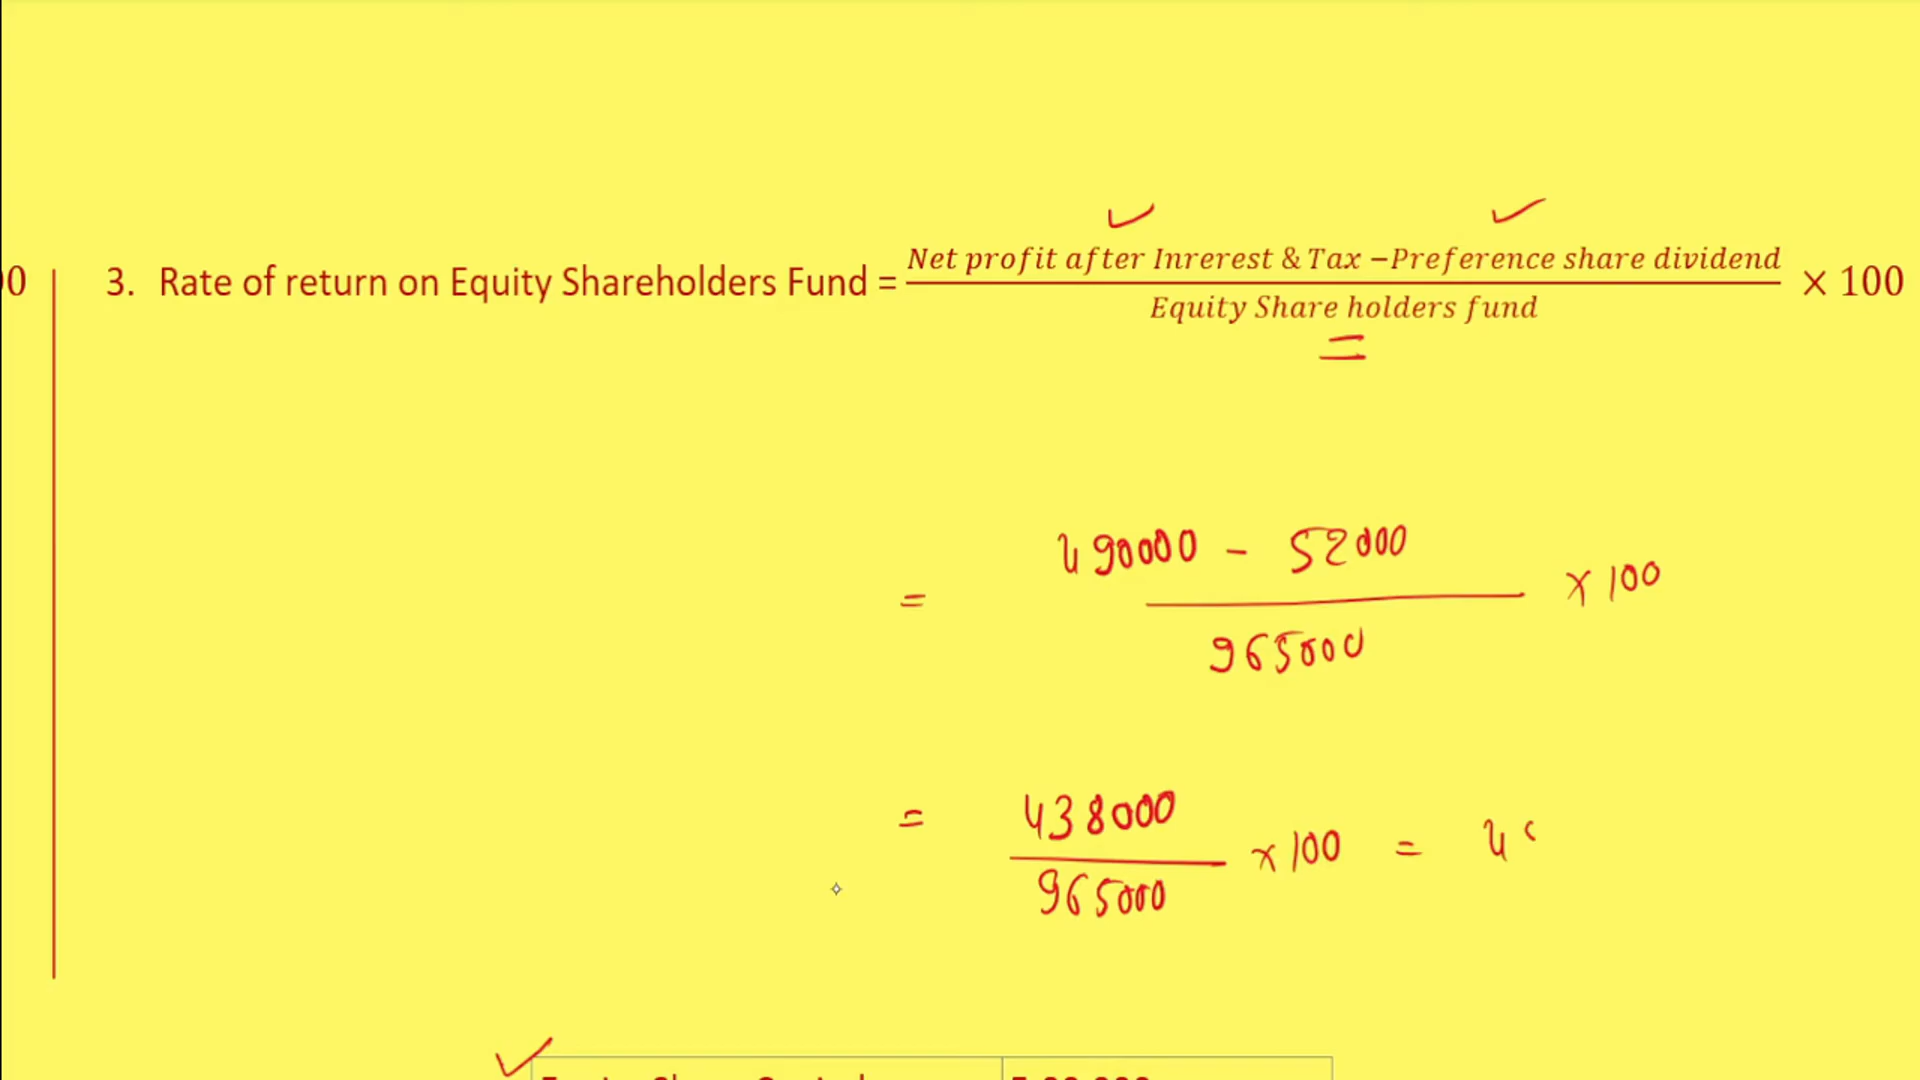 00
3. Rate of return on Equity Shareholders Fund = Net profit after Inrerest & Tax −Preference share dividend × 100
Equity Share holders fund
=
= 490000 - 52000 × 100
965000
= 438000 × 100 = 4
965000